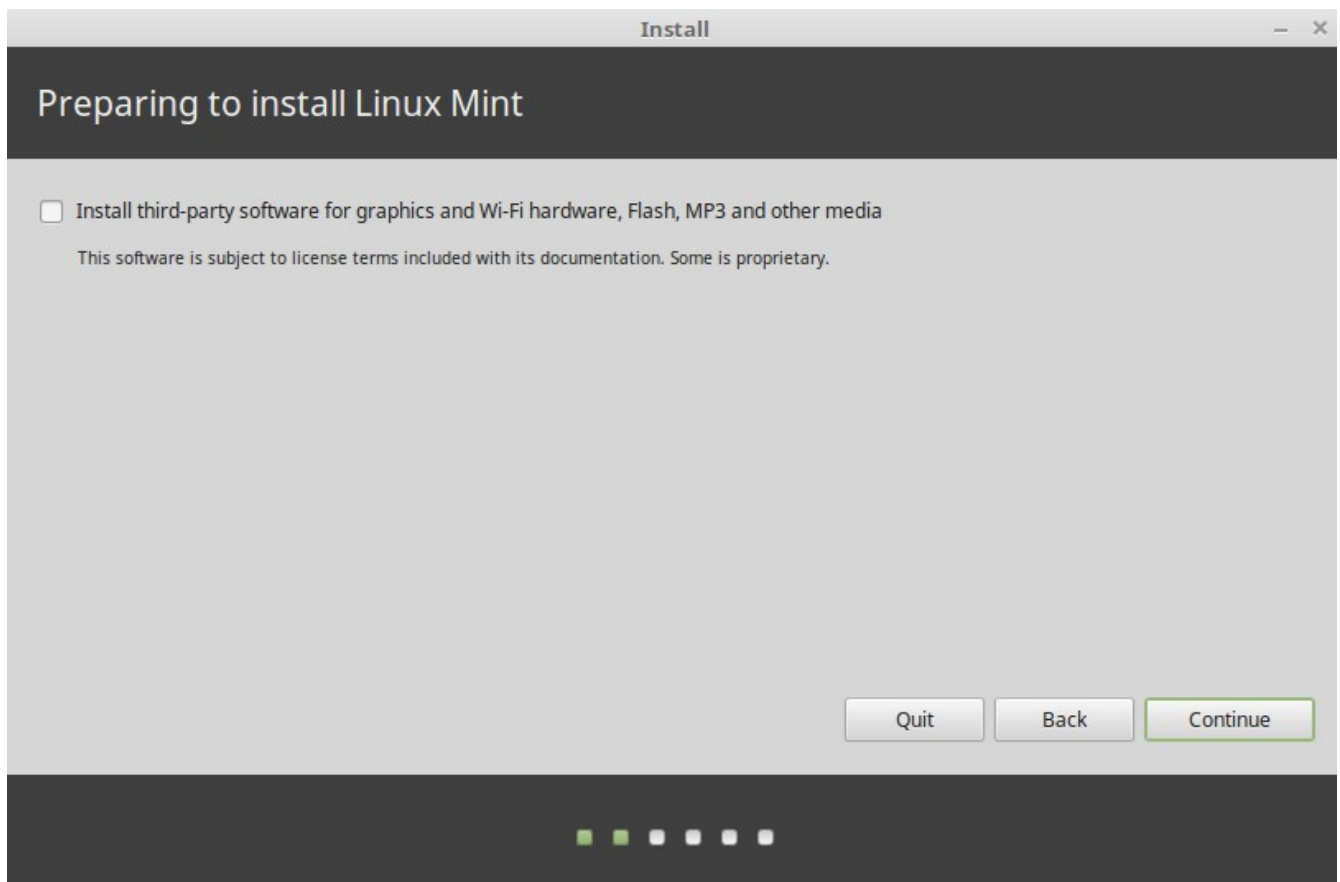 Install
Preparing to install Linux Mint
Install third-party software for graphics and Wi-Fi hardware, Flash, MP3 and other media
This software is subject to license terms included with its documentation. Some is proprietary.
Quit Back Continue